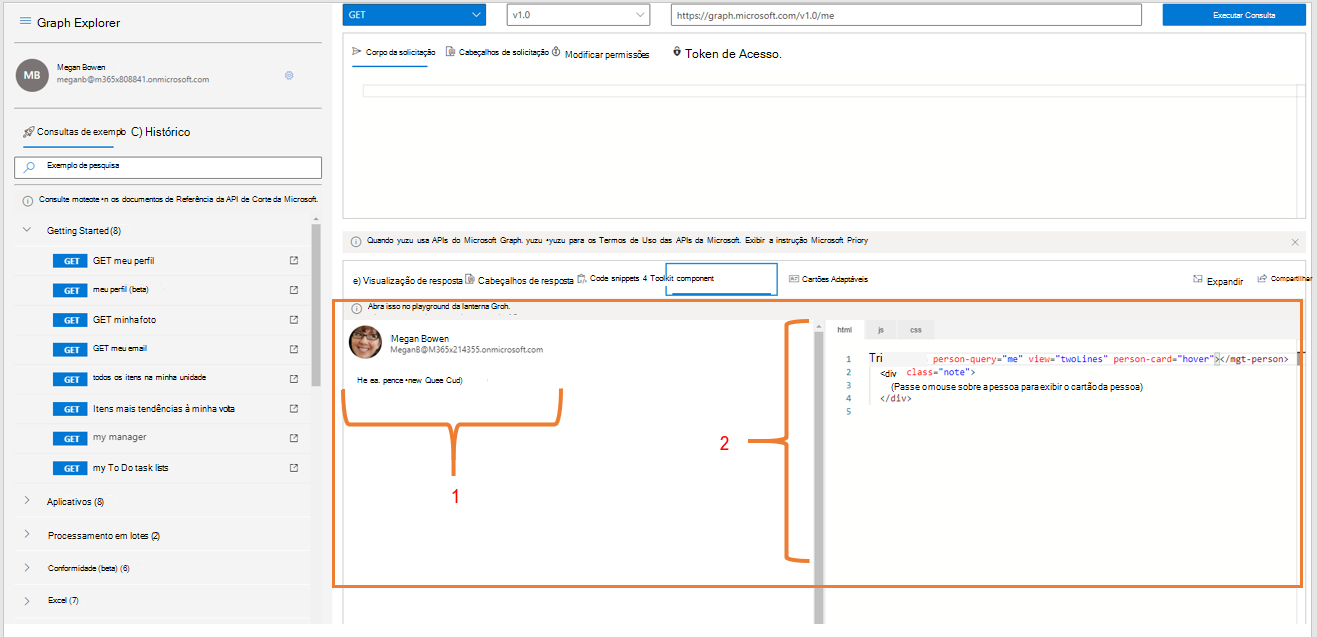 Graph Explorer
GET
v1.0
https://graph.microsoft.com/v1.0/me
Executar Consulta
MB
Megan Bowen
meganb@m365x808841.onmicrosoft.com
Corpo da solicitação
Cabeçalhos de solicitação
Modificar permissões
Token de Acesso.
Consultas de exemplo
C) Histórico
Exemplo de pesquisa
Consulte moteote •n os documentos de Referência da API de Corte da Microsoft.
Getting Started (8)
GET GET meu perfil
GET meu perfil (beta)
GET GET minha foto
GET GET meu email
GET todos os itens na minha unidade
GET Itens mais tendências à minha volta
GET my manager
GET my To Do task lists
Aplicativos (8)
Processamento em lotes (2)
Conformidade (beta) (6)
Excel (7)
Quando yuzu usa APIs do Microsoft Graph. yuzu •yuzu para os Termos de Uso das APIs da Microsoft. Exibir a instrução Microsoft Priory
e) Visualização de resposta
Cabeçalhos de resposta
Code snippets 4 Toolkit component
Cartões Adaptáveis
Expandir
Compartilhar
Abra isso no playground da lanterna Groh.
Megan Bowen
MeganB@M365x214355.onmicrosoft.com
He ea. pence •new Quee Cud)
1
2
html
js
css
1 Tri person-query="me" view="twoLines" person-card="hover"></mgt-person>
2 <div class="note">
3 (Passe o mouse sobre a pessoa para exibir o cartão da pessoa)
4 </div>
5